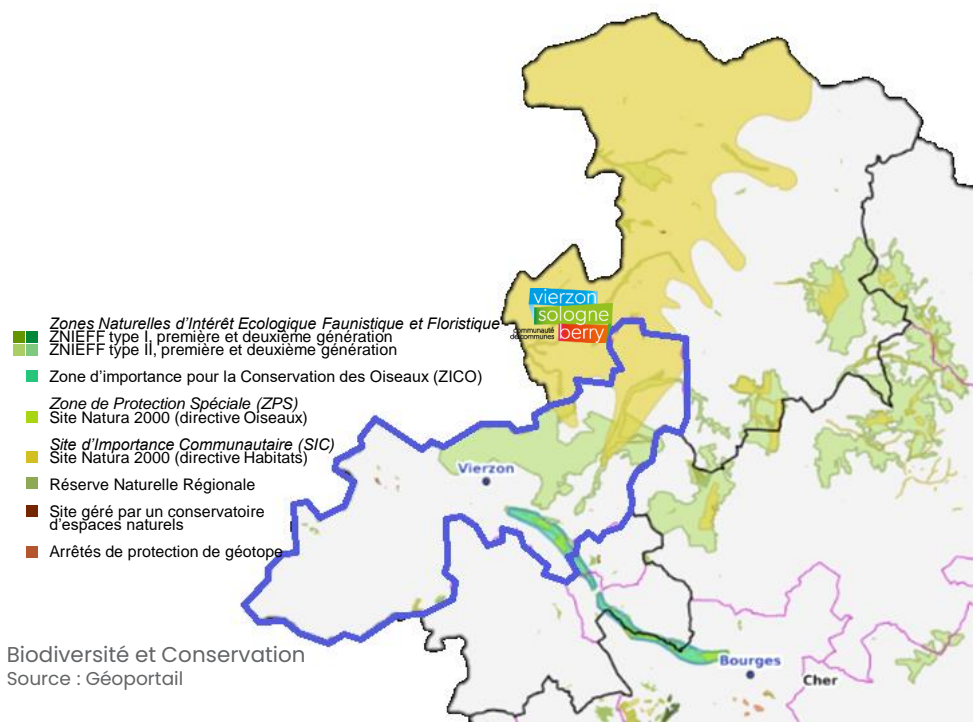 vierzon
sologne
communauté
de communes
berry
Zones Naturelles d'Intérêt Ecologique Faunistique et Floristique
ZNIEFF type I, première et deuxième génération
ZNIEFF type II, première et deuxième génération
Zone d'importance pour la Conservation des Oiseaux (ZICO)
Zone de Protection Spéciale (ZPS)
Site Natura 2000 (directive Oiseaux)
Site d'Importance Communautaire (SIC)
Site Natura 2000 (directive Habitats)
Réserve Naturelle Régionale
Site géré par un conservatoire
d'espaces naturels
Arrêtés de protection de géotope
Vierzon
Bourges
Cher
Biodiversité et Conservation
Source : Géoportail